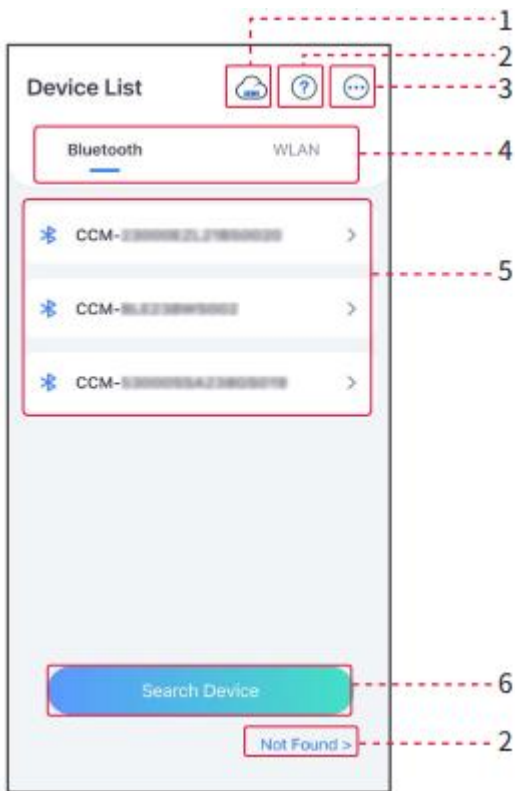 1
2
Device List ? 3
Bluetooth WLAN 4
CCM-
5
CCM-
CCM-
Search Device 6
Not Found > 2